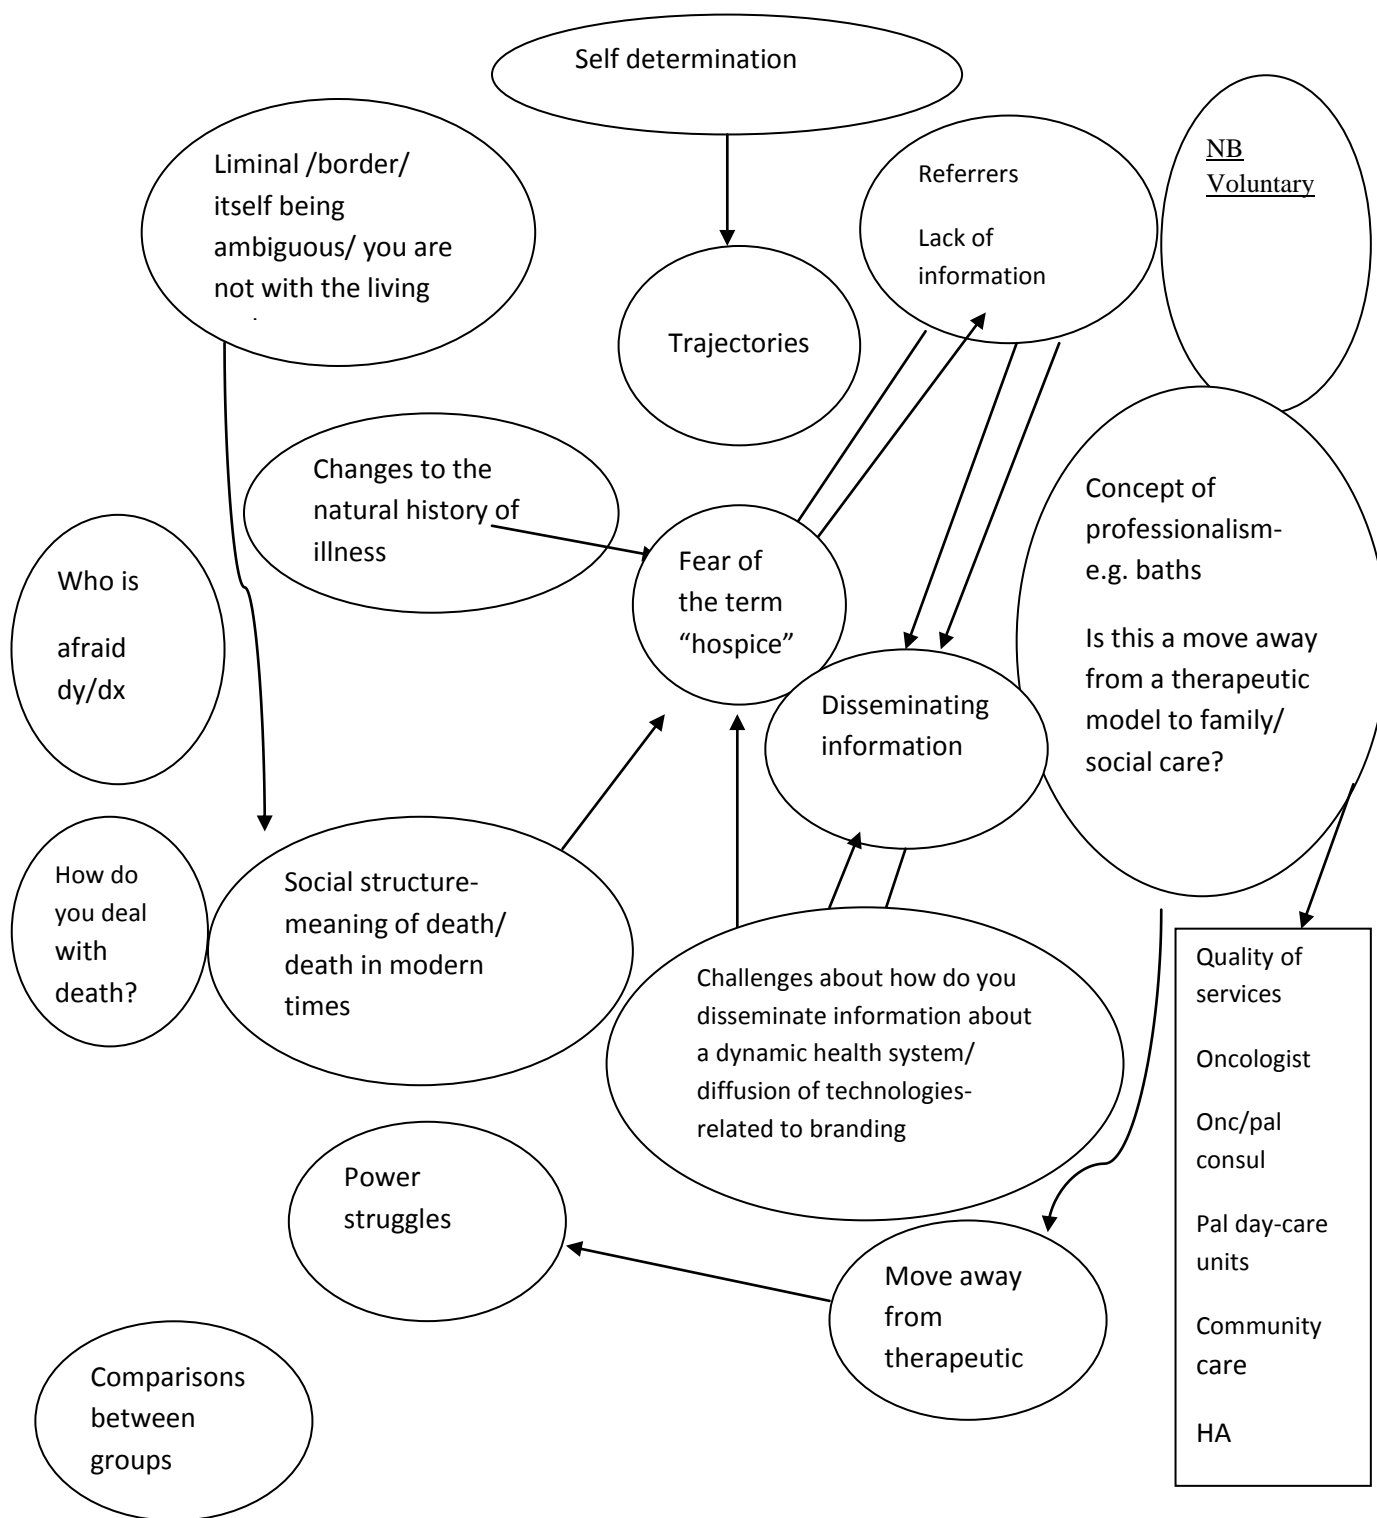 Self determination
Liminal /border/
itself being
ambiguous/ you are
not with the living
Referrers
Lack of
information
NB
Voluntary
Trajectories
Changes to the
natural history of
illness
Fear of
the term
“hospice”
Concept of
professionalism-
e.g. baths
Is this a move away
from a therapeutic
model to family/
social care?
Who is
afraid
dy/dx
Disseminating
information
How do
you deal
with
death?
Social structure-
meaning of death/
death in modern
times
Challenges about how do you
disseminate information about
a dynamic health system/
diffusion of technologies-
related to branding
Quality of
services
Oncologist
Onc/pal
consul
Pal day-care
units
Community
care
HA
Power
struggles
Move away
from
therapeutic
Comparisons
between
groups